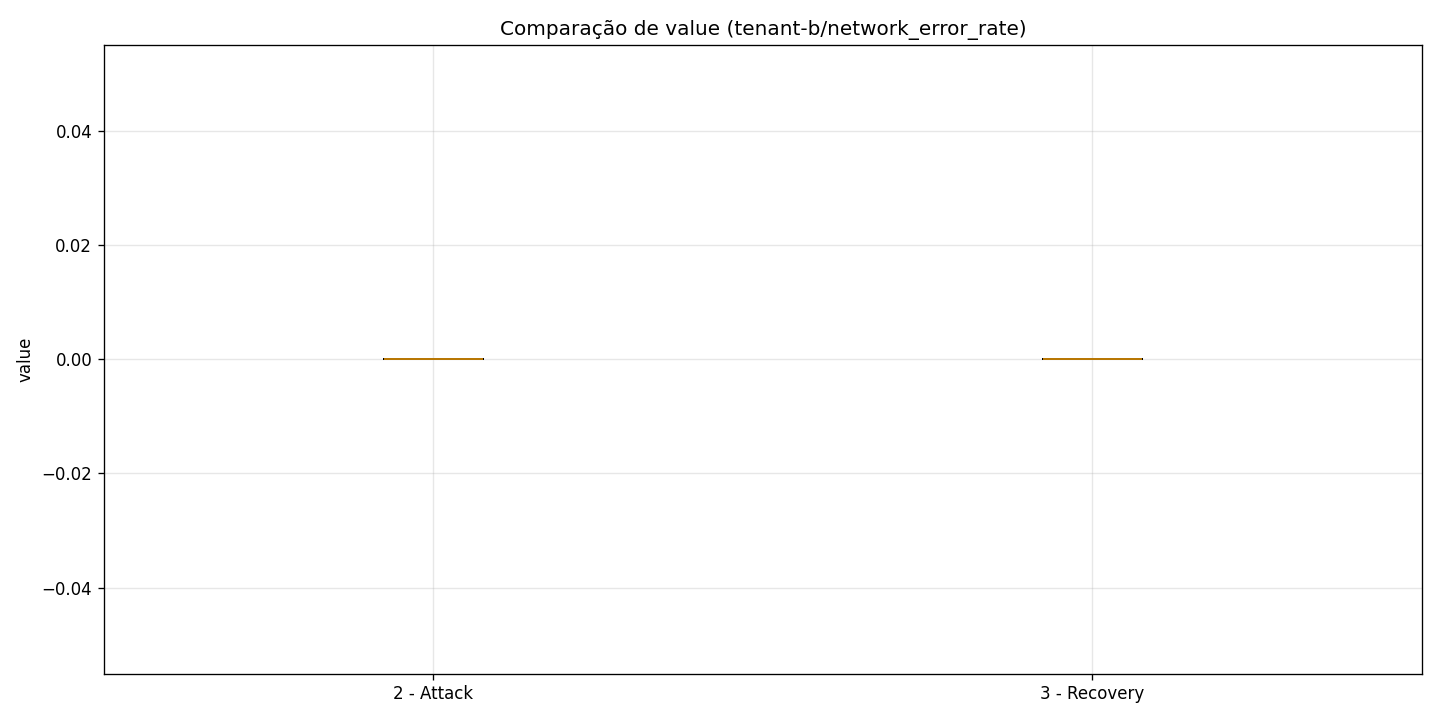 Comparação de value (tenant-b/network_error_rate)
0.04
0.02
0.00
−0.02
−0.04
value
2 - Attack
3 - Recovery